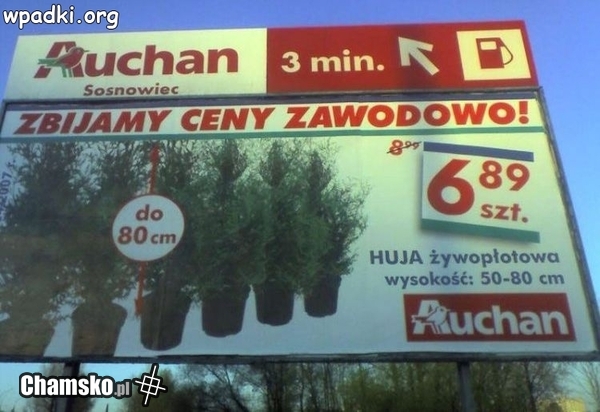 wpadki.org
Auchan
Sosnowiec
3 min.
ZBIJAMY CENY ZAWODOWO!
8,99
6 89
szt.
do
80 cm
HUJA żywopłotowa
wysokość: 50-80 cm
Auchan
Chamsko.pl